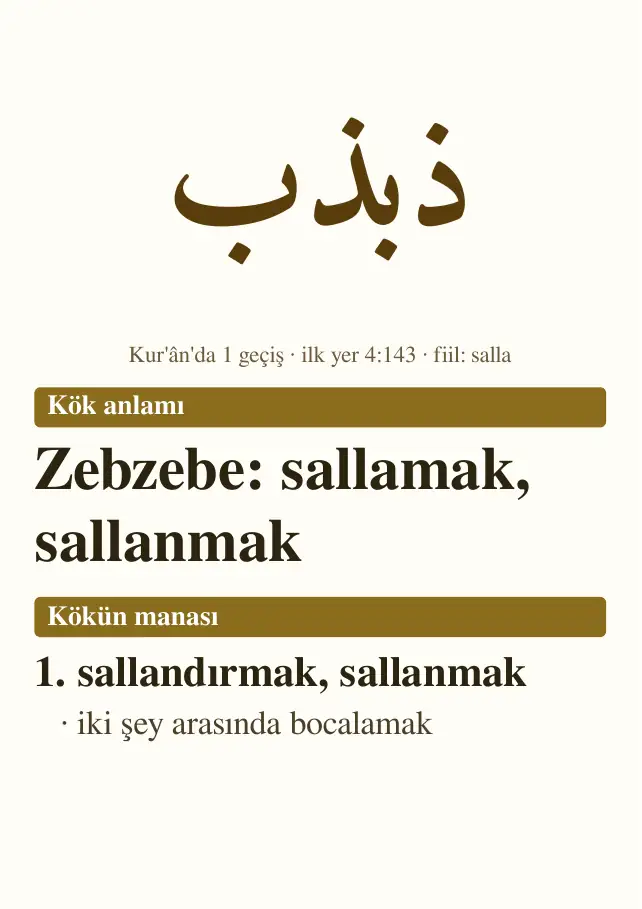 ذبذب
Kur'ân'da 1 geçiş · ilk yer 4:143 · fiil: salla
Kök anlamı
Zebzebe: sallamak,
sallanmak
Kökün manası
1. sallandırmak, sallanmak
· iki şey arasında bocalamak